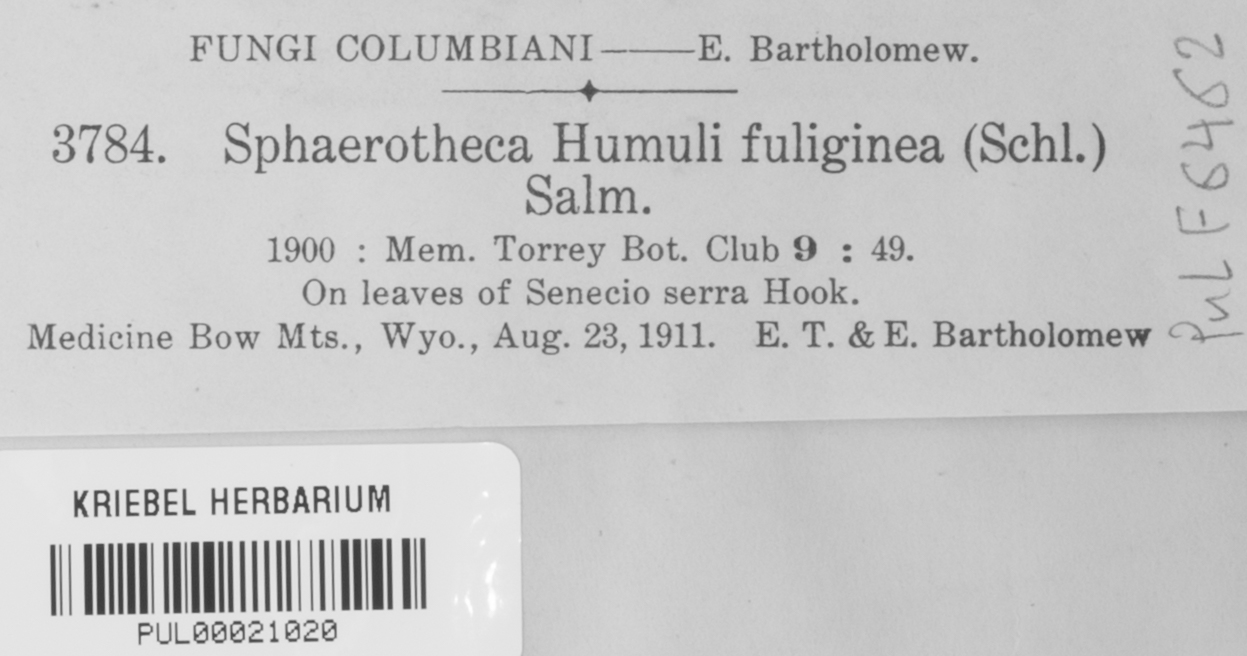 FUNGI COLUMBIANI——E. Bartholomew.
3784. Sphaerotheca Humuli fuliginea (Schl.)
Salm.
1900 : Mem. Torrey Bot. Club 9 : 49.
On leaves of Senecio serra Hook.
Medicine Bow Mts., Wyo., Aug. 23, 1911. E. T. & E. Bartholomew
PUL F6462
KRIEBEL HERBARIUM
PUL00021020